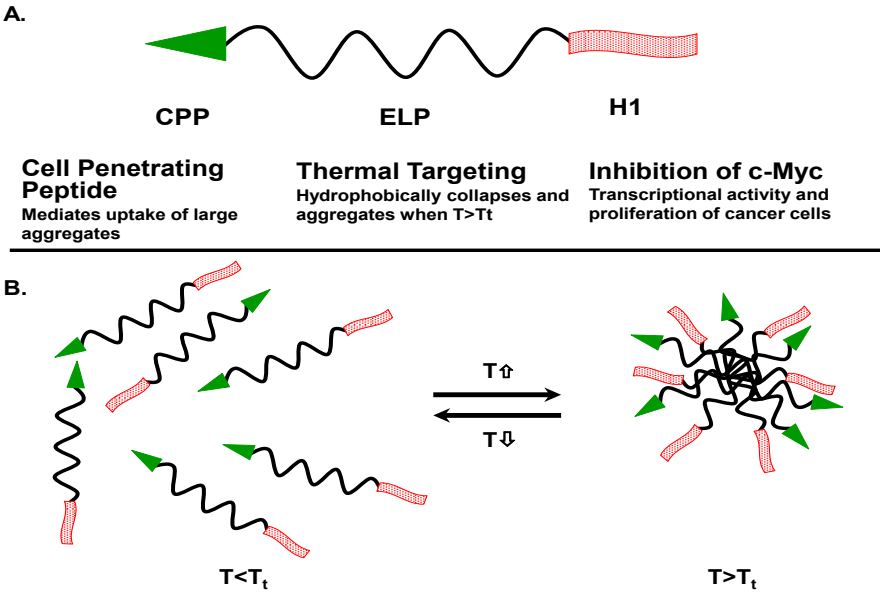 A.
CPP
ELP
H1
Cell Penetrating
Peptide
Mediates uptake of large
aggregates
Thermal Targeting
Hydrophobically collapses and
aggregates when T>Tt
Inhibition of c-Myc
Transcriptional activity and
proliferation of cancer cells
B.
T⇧
T⇩
T<Tt
T>Tt